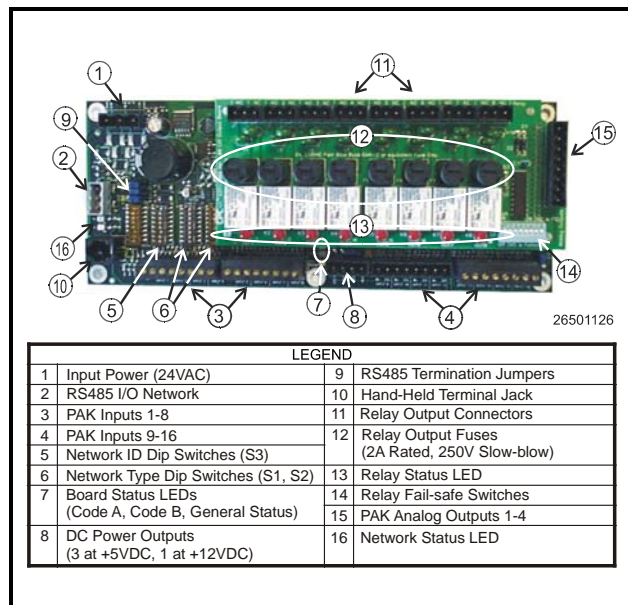 1
11
9
12
15
2
13
16
10
14
5
6
3
7
8
4
26501126
LEGEND
1 Input Power (24VAC)
2 RS485 I/O Network
3 PAK Inputs 1-8
4 PAK Inputs 9-16
5 Network ID Dip Switches (S3)
6 Network Type Dip Switches (S1, S2)
7 Board Status LEDs
(Code A, Code B, General Status)
8 DC Power Outputs
(3 at +5VDC, 1 at +12VDC)
9 RS485 Termination Jumpers
10 Hand-Held Terminal Jack
11 Relay Output Connectors
12 Relay Output Fuses
(2A Rated, 250V Slow-blow)
13 Relay Status LED
14 Relay Fail-safe Switches
15 PAK Analog Outputs 1-4
16 Network Status LED